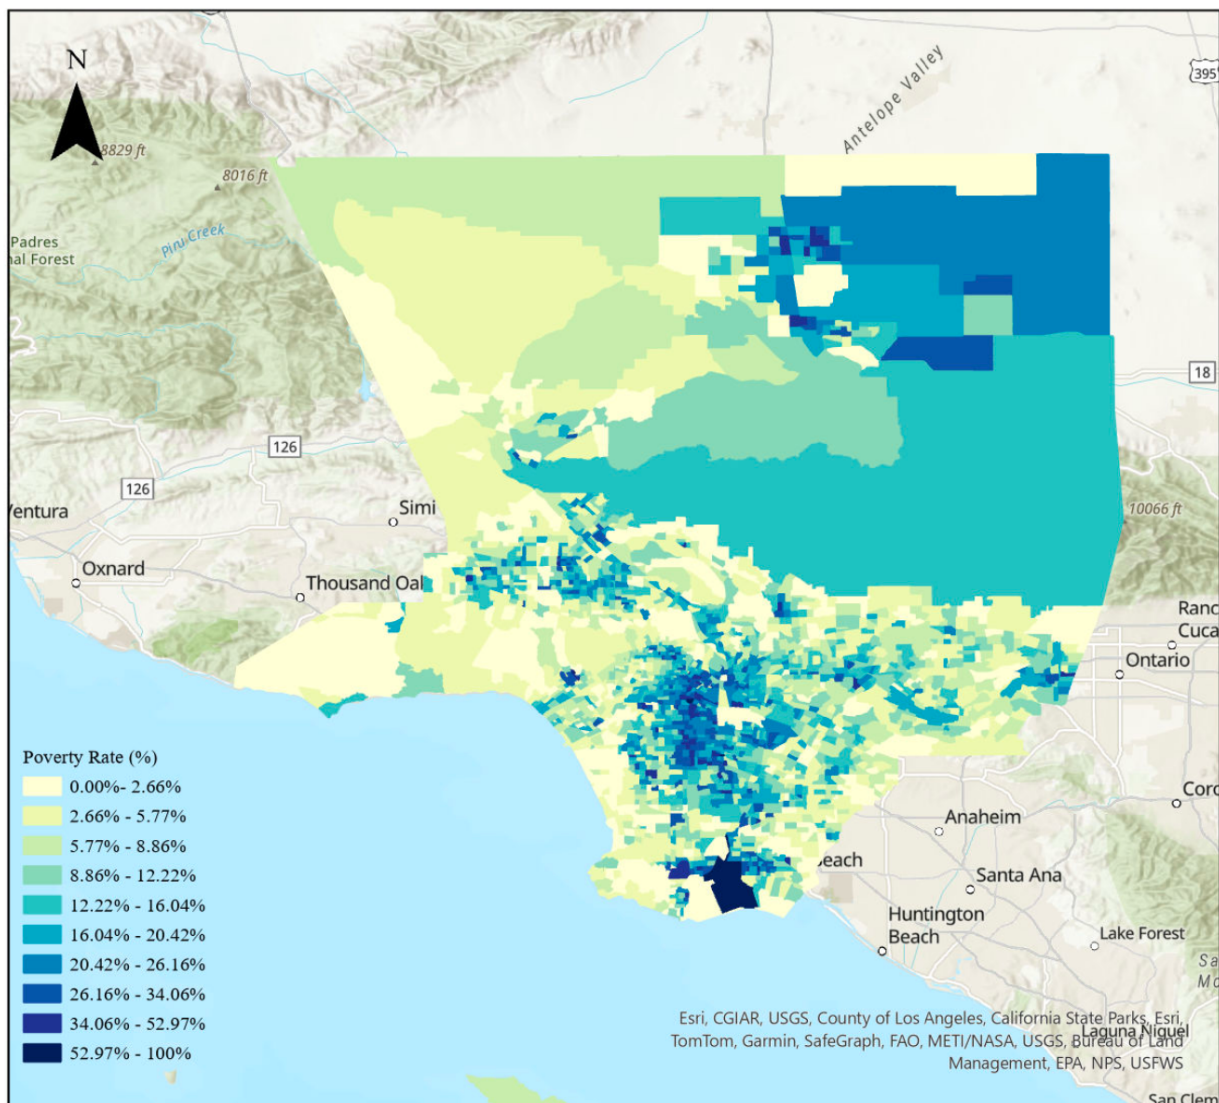 N
395
Antelope Valley
8829 ft
8016 ft
Padres
nal Forest
Piru Creek
18
126
126
Ventura
Simi
10066 ft
Oxnard
Thousand Oal
Ranc
Cuca
Ontario
Poverty Rate (%)
0.00%- 2.66%
2.66% - 5.77%
5.77% - 8.86%
8.86% - 12.22%
12.22% - 16.04%
16.04% - 20.42%
20.42% - 26.16%
26.16% - 34.06%
34.06% - 52.97%
52.97% - 100%
Coro
Anaheim
Beach
Santa Ana
Huntington
Beach
Lake Forest
Sa
Mo
Laguna Niguel
San Clem
Esri, CGIAR, USGS, County of Los Angeles, California State Parks, Esri,
TomTom, Garmin, SafeGraph, FAO, METI/NASA, USGS, Bureau of Land
Management, EPA, NPS, USFWS